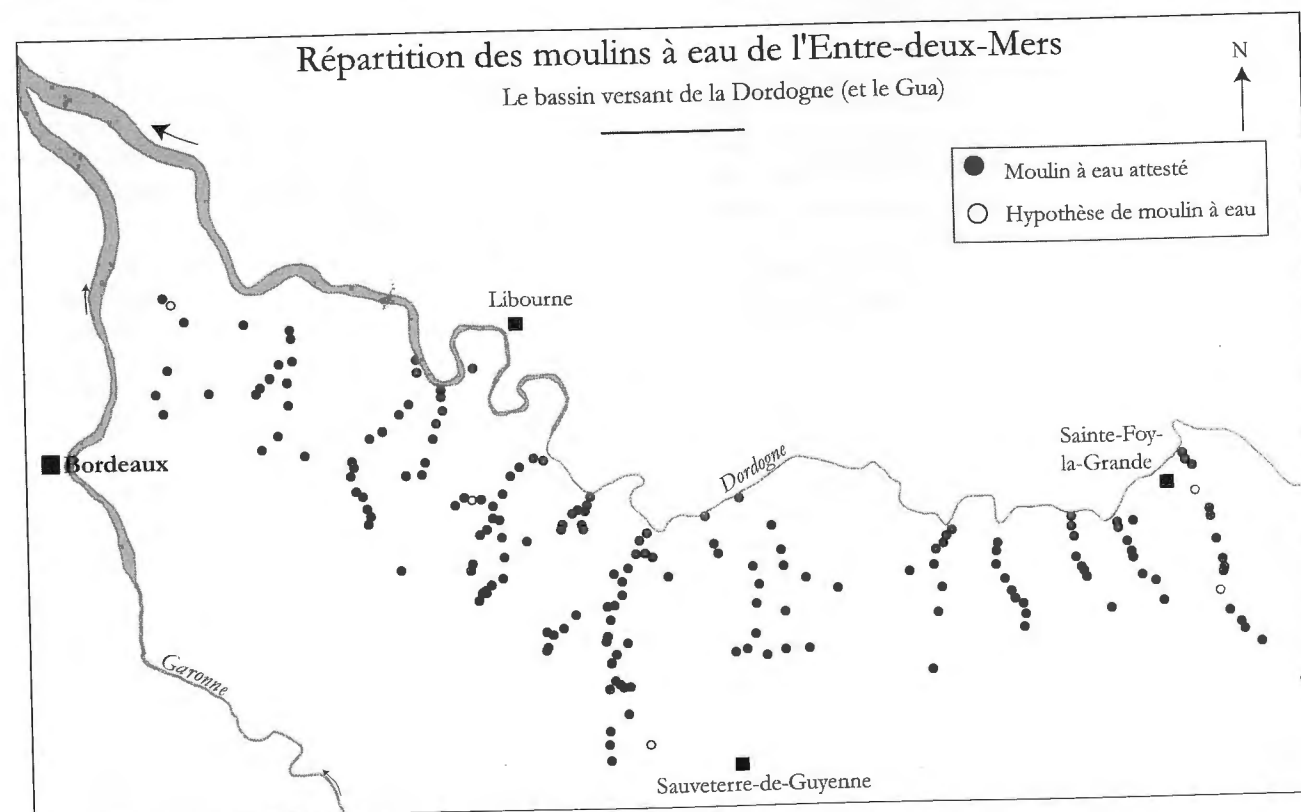 Répartition des moulins à eau de l'Entre-deux-Mers
Le bassin versant de la Dordogne (et le Gua)
N
Moulin à eau attesté
Hypothèse de moulin à eau
Libourne
Bordeaux
Dordogne
Sainte-Foy-
la-Grande
Garonne
Sauveterre-de-Guyenne